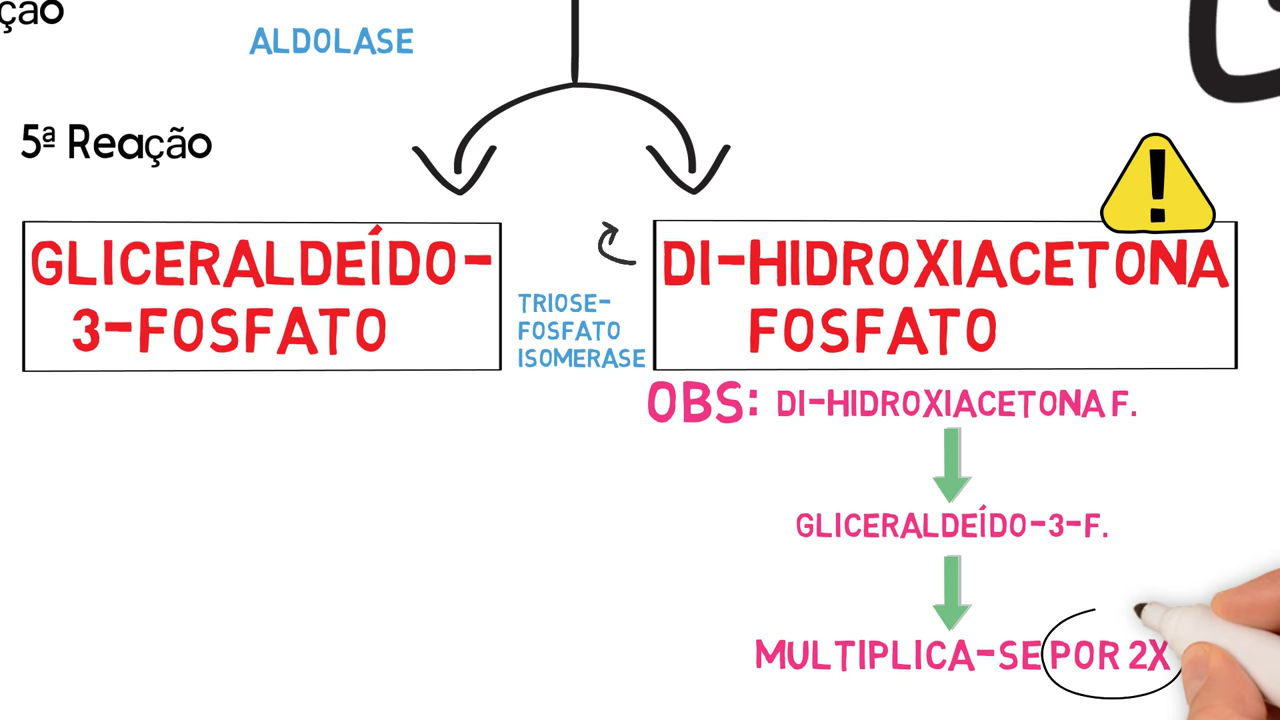 ção
ALDOLASE
5ª Reação
GLICERALDEÍDO-
3-FOSFATO
TRIOSE-
FOSFATO
ISOMERASE
DI-HIDROXIACETONA
FOSFATO
OBS: DI-HIDROXIACETONA F.
GLICERALDEÍDO-3-F.
MULTIPLICA-SE POR 2X